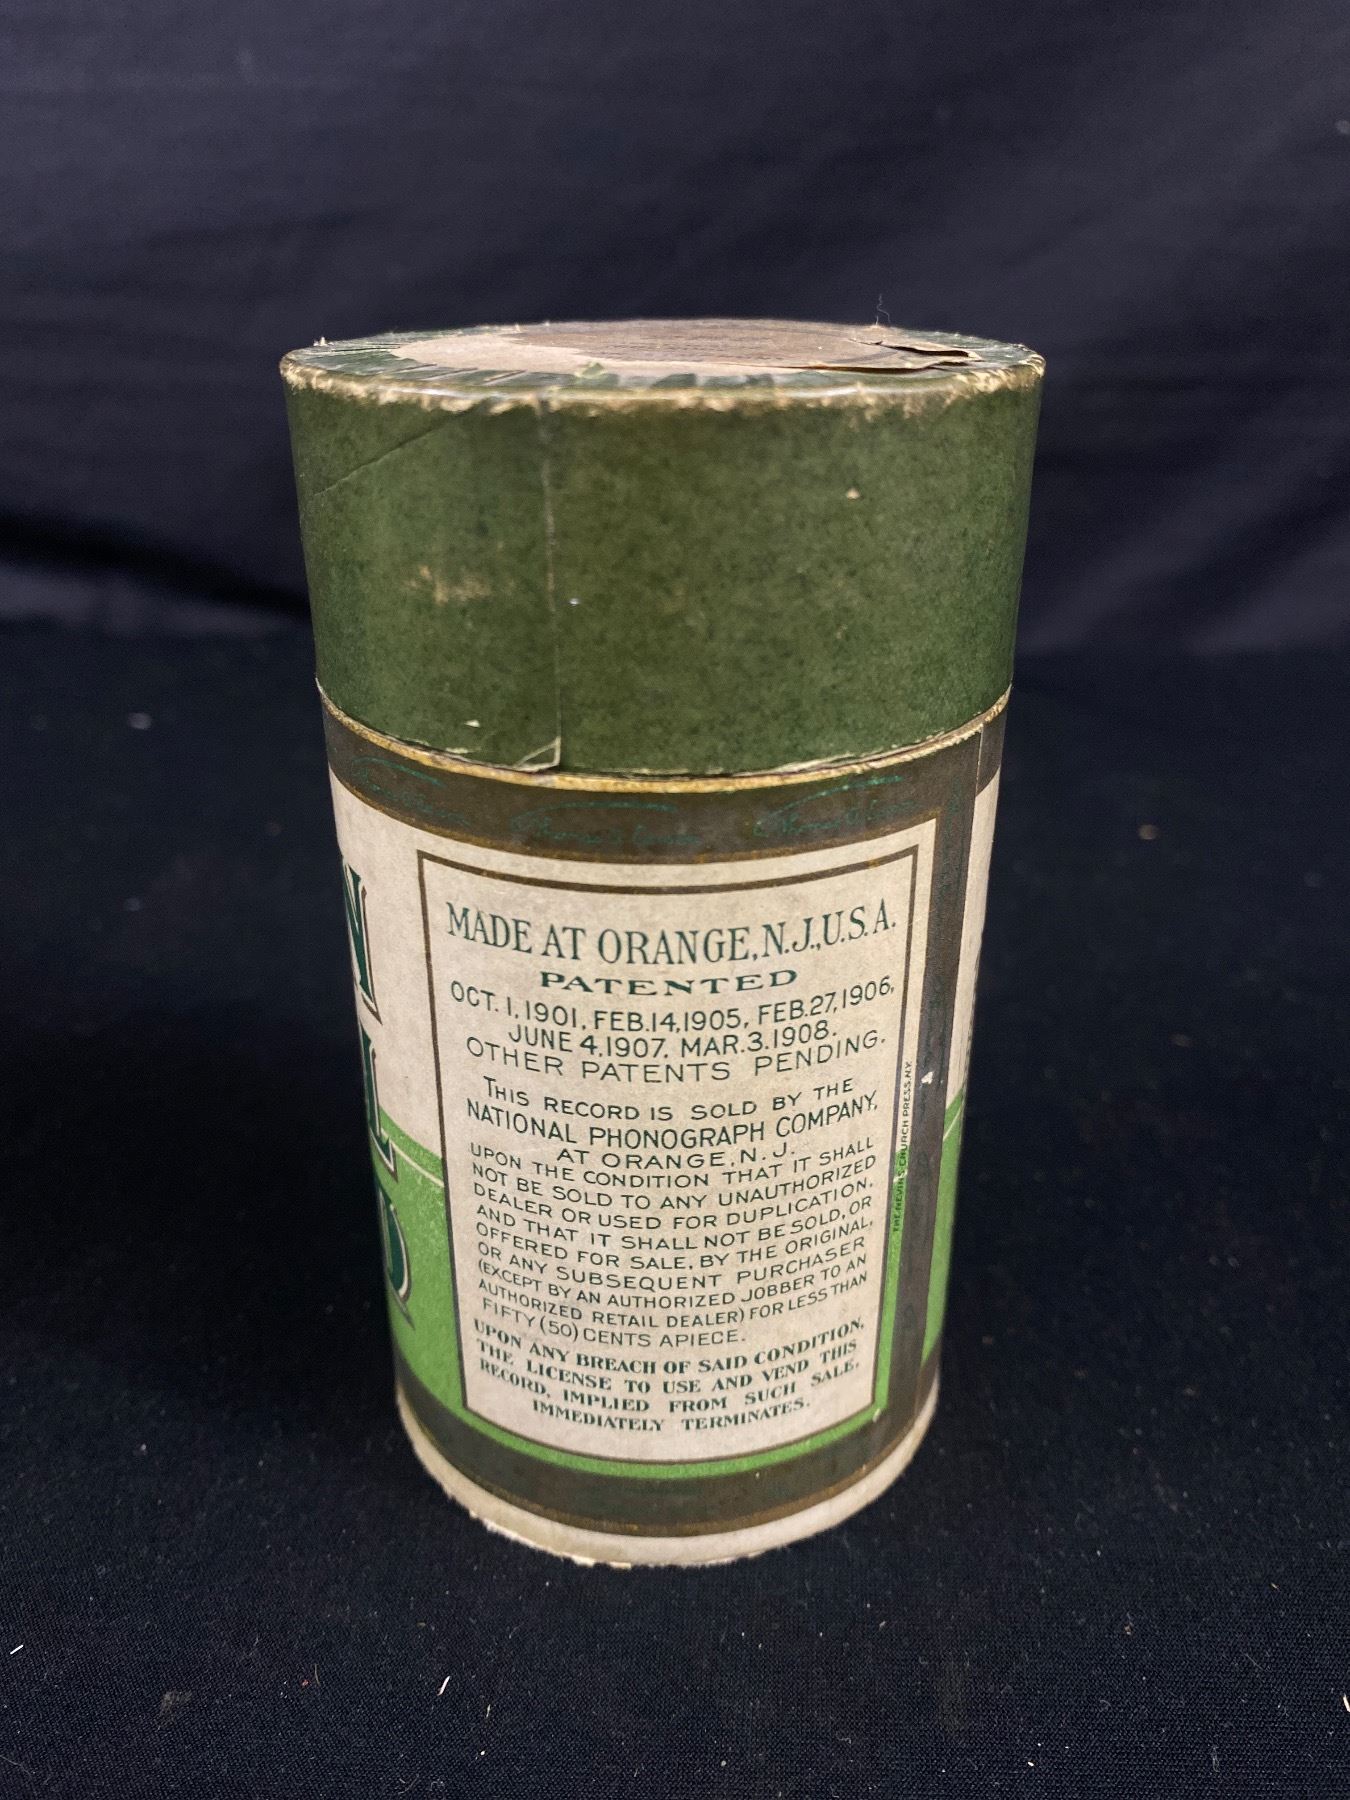 MADE AT ORANGE, N.J., U.S.A.
PATENTED
OCT. 1, 1901, FEB. 14, 1905, FEB. 27, 1906,
JUNE 4, 1907. MAR. 3. 1908.
OTHER PATENTS PENDING.
THIS RECORD IS SOLD BY THE
NATIONAL PHONOGRAPH COMPANY,
AT ORANGE, N. J.
UPON THE CONDITION THAT IT SHALL
NOT BE SOLD TO ANY UNAUTHORIZED
DEALER OR USED FOR DUPLICATION,
AND THAT IT SHALL NOT BE SOLD, OR
OFFERED FOR SALE, BY THE ORIGINAL,
OR ANY SUBSEQUENT PURCHASER
(EXCEPT BY AN AUTHORIZED JOBBER TO AN
AUTHORIZED RETAIL DEALER) FOR LESS THAN
FIFTY (50) CENTS APIECE.
UPON ANY BREACH OF SAID CONDITION,
THE LICENSE TO USE AND VEND THIS
RECORD, IMPLIED FROM SUCH SALE,
IMMEDIATELY TERMINATES.
THE NEVINS-CHURCH PRESS. N.Y.
N
L
D